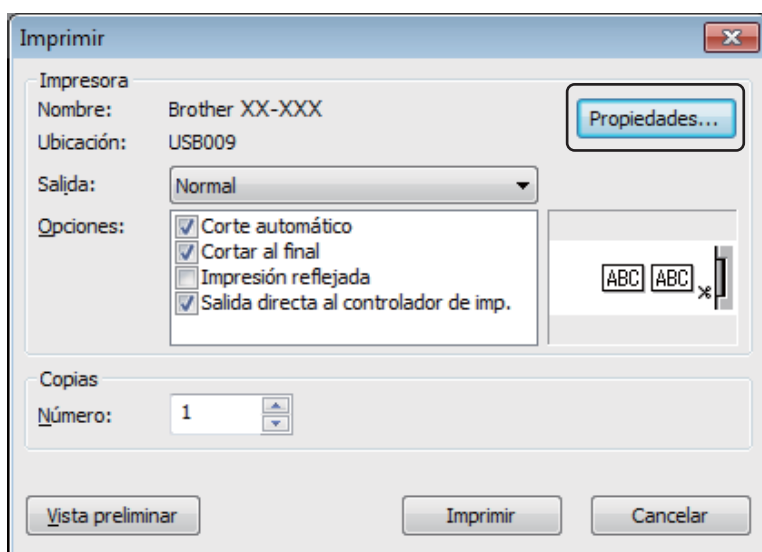 Imprimir
Impresora
Nombre: Brother XX-XXX
Propiedades...
Ubicación: USB009
Salida: Normal
Opciones:
Corte automático
Cortar al final
Impresión reflejada
Salida directa al controlador de imp.
ABC ABC
Copias
Número: 1
Vista preliminar Imprimir Cancelar